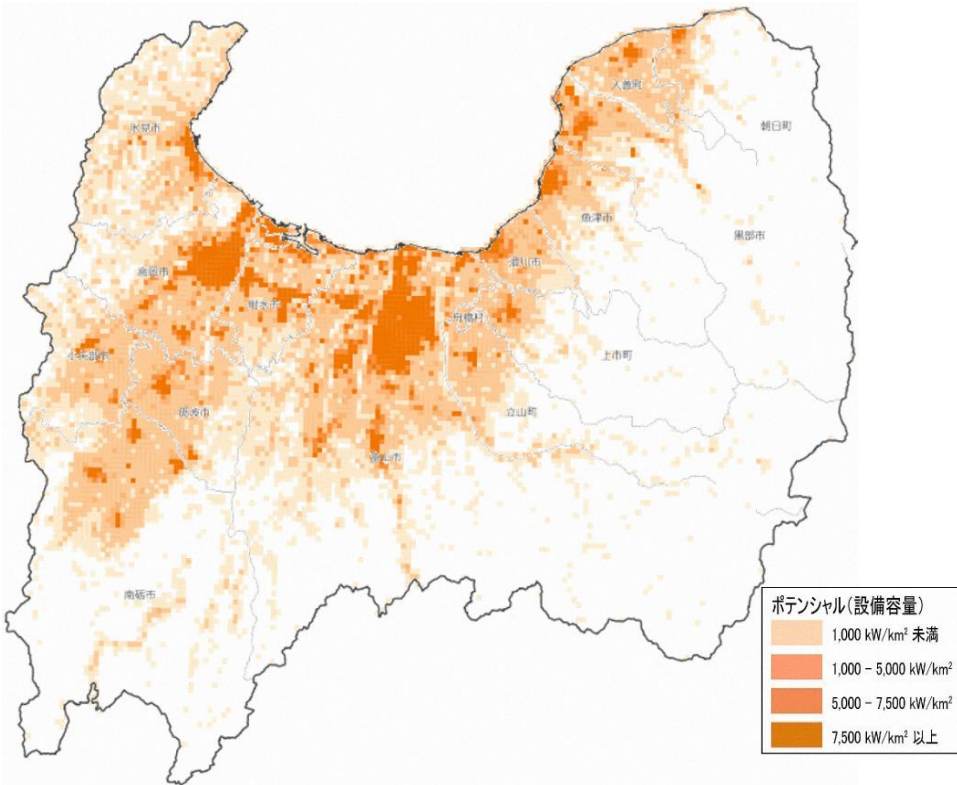 入善町
朝日町
氷見市
魚津市
黒部市
滑川市
高岡市
射水市
舟橋村
上市町
小矢部市
砺波市
立山町
富山市
南砺市
ポテンシャル(設備容量)
1,000 kW/km² 未満
1,000 - 5,000 kW/km²
5,000 - 7,500 kW/km²
7,500 kW/km² 以上